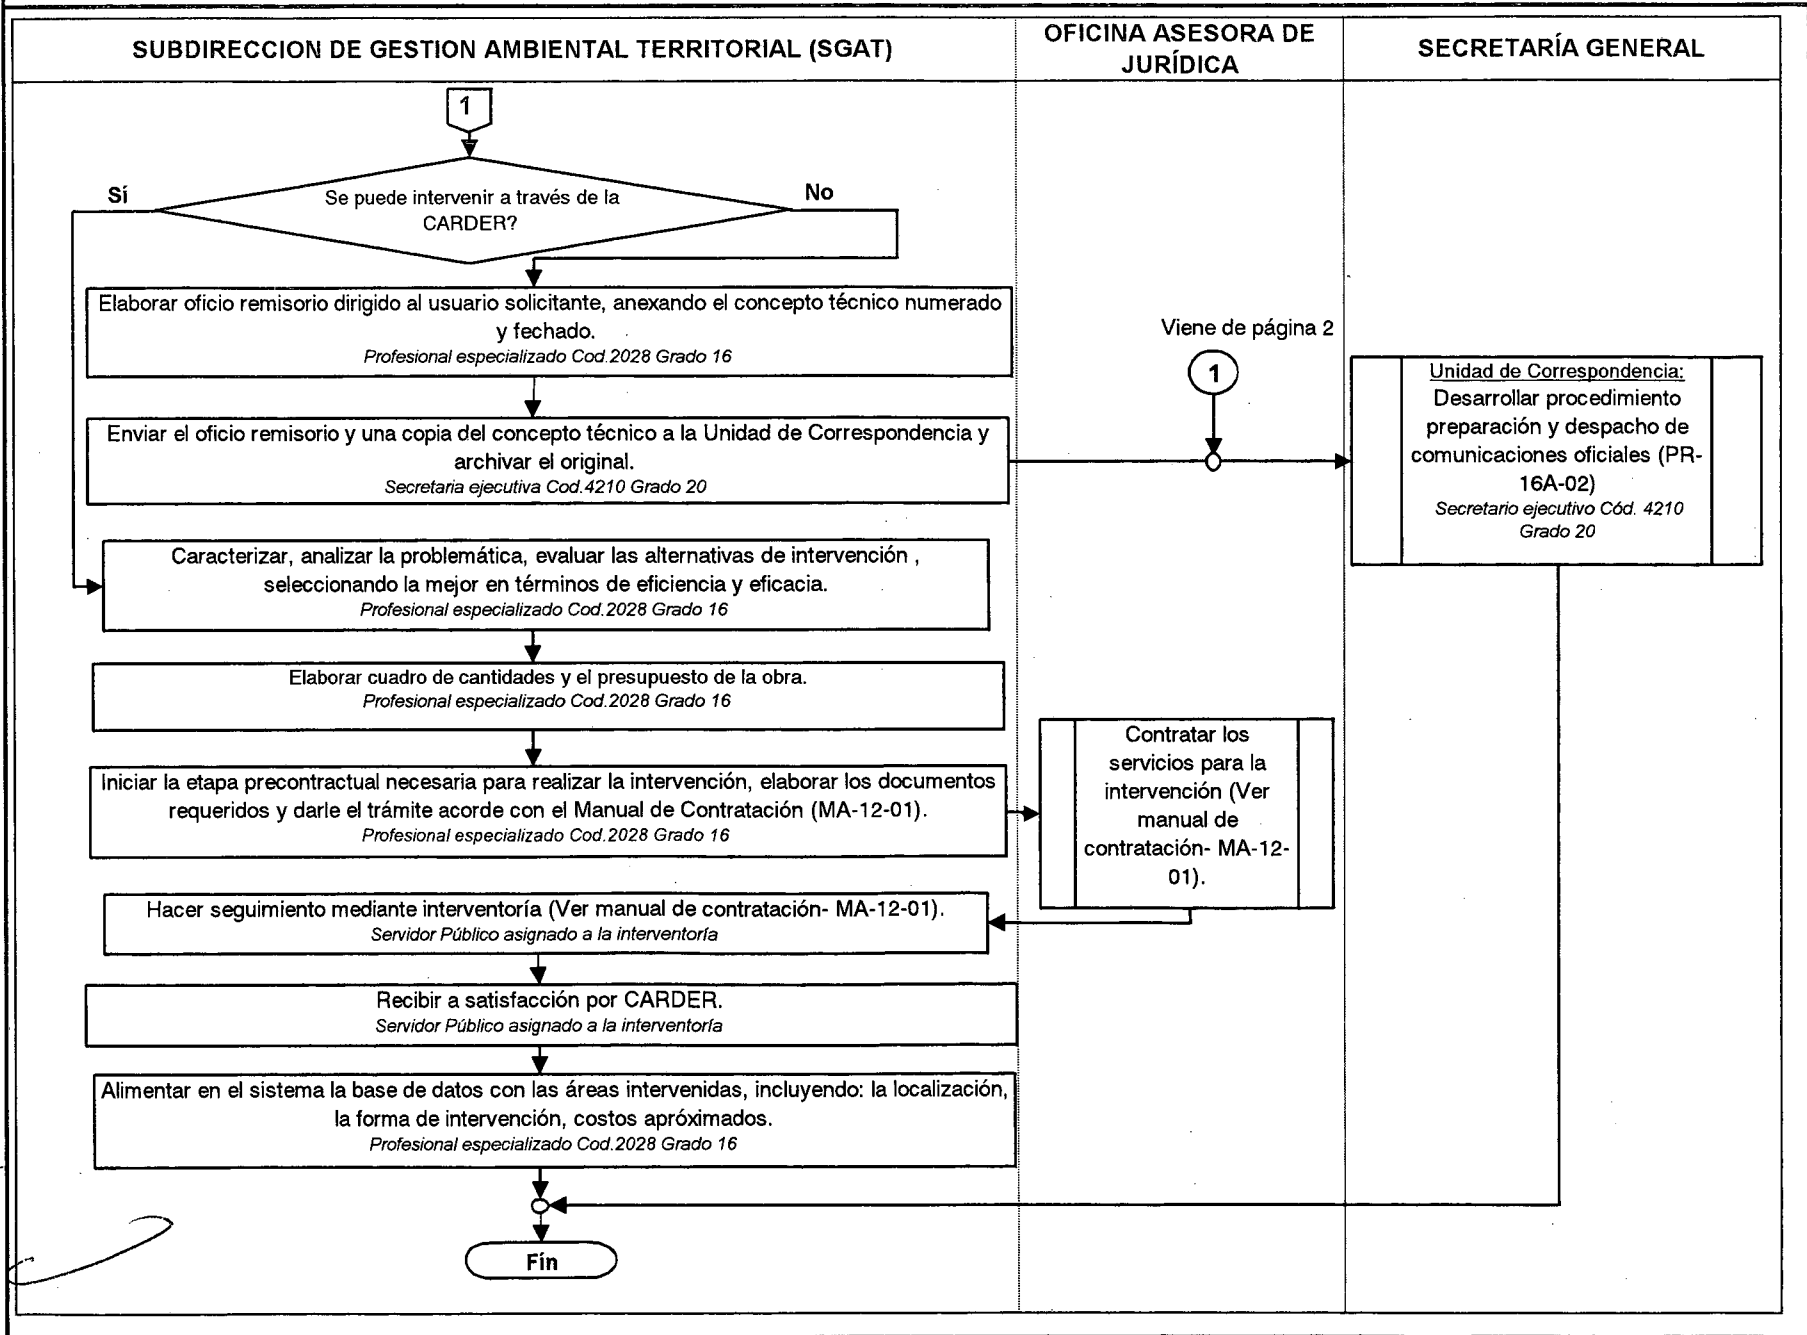 SUBDIRECCION DE GESTION AMBIENTAL TERRITORIAL (SGAT)
OFICINA ASESORA DE
JURÍDICA
SECRETARÍA GENERAL
1
Sí
Se puede intervenir a través de la
CARDER?
No
Elaborar oficio remisorio dirigido al usuario solicitante, anexando el concepto técnico numerado
y fechado.
Profesional especializado Cod.2028 Grado 16
Enviar el oficio remisorio y una copia del concepto técnico a la Unidad de Correspondencia y
archivar el original.
Secretaria ejecutiva Cod.4210 Grado 20
Viene de página 2
1
Unidad de Correspondencia:
Desarrollar procedimiento
preparación y despacho de
comunicaciones oficiales (PR-
16A-02)
Secretario ejecutivo Cód. 4210
Grado 20
Caracterizar, analizar la problemática, evaluar las alternativas de intervención ,
seleccionando la mejor en términos de eficiencia y eficacia.
Profesional especializado Cod.2028 Grado 16
Elaborar cuadro de cantidades y el presupuesto de la obra.
Profesional especializado Cod.2028 Grado 16
Iniciar la etapa precontractual necesaria para realizar la intervención, elaborar los documentos
requeridos y darle el trámite acorde con el Manual de Contratación (MA-12-01).
Profesional especializado Cod.2028 Grado 16
Contratar los
servicios para la
intervención (Ver
manual de
contratación- MA-12-
01).
Hacer seguimiento mediante interventoría (Ver manual de contratación- MA-12-01).
Servidor Público asignado a la interventoría
Recibir a satisfacción por CARDER.
Servidor Público asignado a la interventoría
Alimentar en el sistema la base de datos con las áreas intervenidas, incluyendo: la localización,
la forma de intervención, costos apróximados.
Profesional especializado Cod.2028 Grado 16
Fín